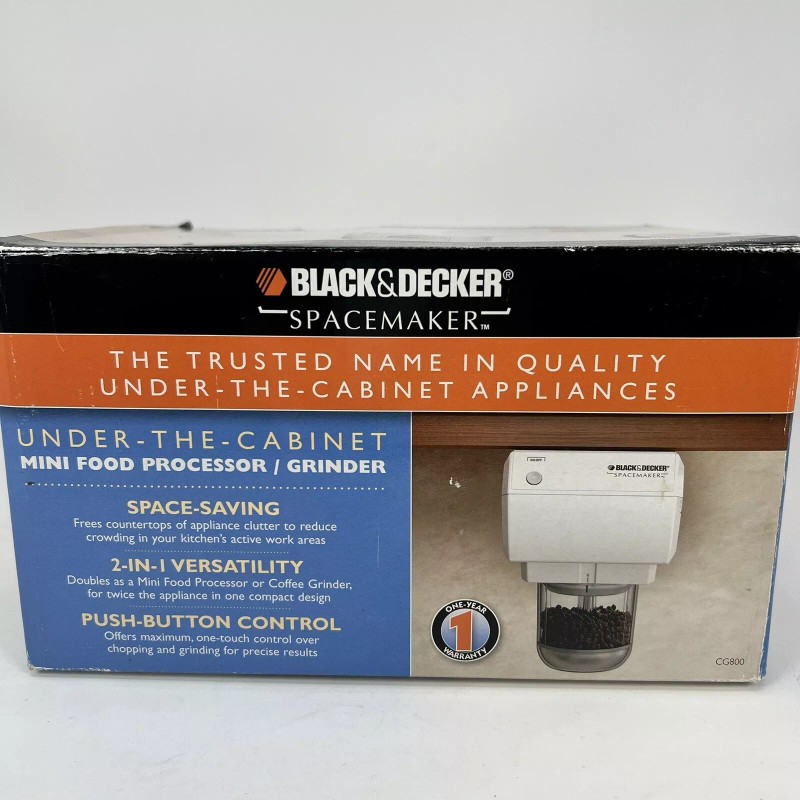 BLACK&DECKER®
SPACEMAKER™
THE TRUSTED NAME IN QUALITY
UNDER-THE-CABINET APPLIANCES
UNDER-THE-CABINET
MINI FOOD PROCESSOR / GRINDER
SPACE-SAVING
Frees countertops of appliance clutter to reduce
crowding in your kitchen's active work areas
2-IN-1 VERSATILITY
Doubles as a Mini Food Processor or Coffee Grinder,
for twice the appliance in one compact design
PUSH-BUTTON CONTROL
Offers maximum, one-touch control over
chopping and grinding for precise results
ON/OFF
BLACK&DECKER®
SPACEMAKER™
ONE-YEAR
1
WARRANTY
CG800